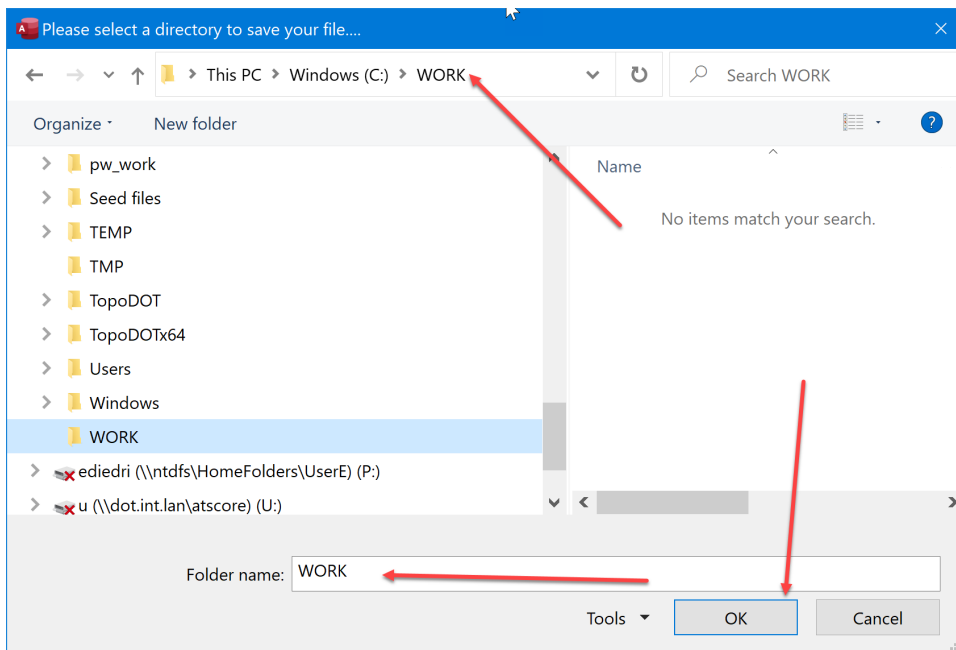 A Please select a directory to save your file....
This PC > Windows (C:) > WORK
Search WORK
Organize New folder
?
pw_work
Seed files
TEMP
TMP
TopoDOT
TopoDOTx64
Users
Windows
WORK
ediedri (\\ntdfs\HomeFolders\UserE) (P:)
u (\\dot.int.lan\atscore) (U:)
Name
No items match your search.
Folder name: WORK
Tools OK Cancel